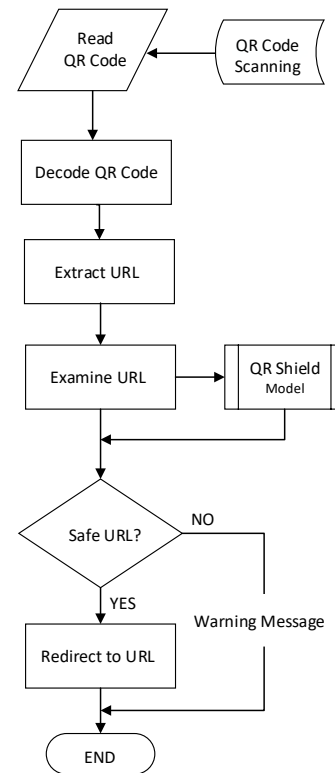 Read
QR Code
QR Code
Scanning
Decode QR Code
Extract URL
Examine URL
QR Shield
Model
Safe URL?
NO
YES
Warning Message
Redirect to URL
END